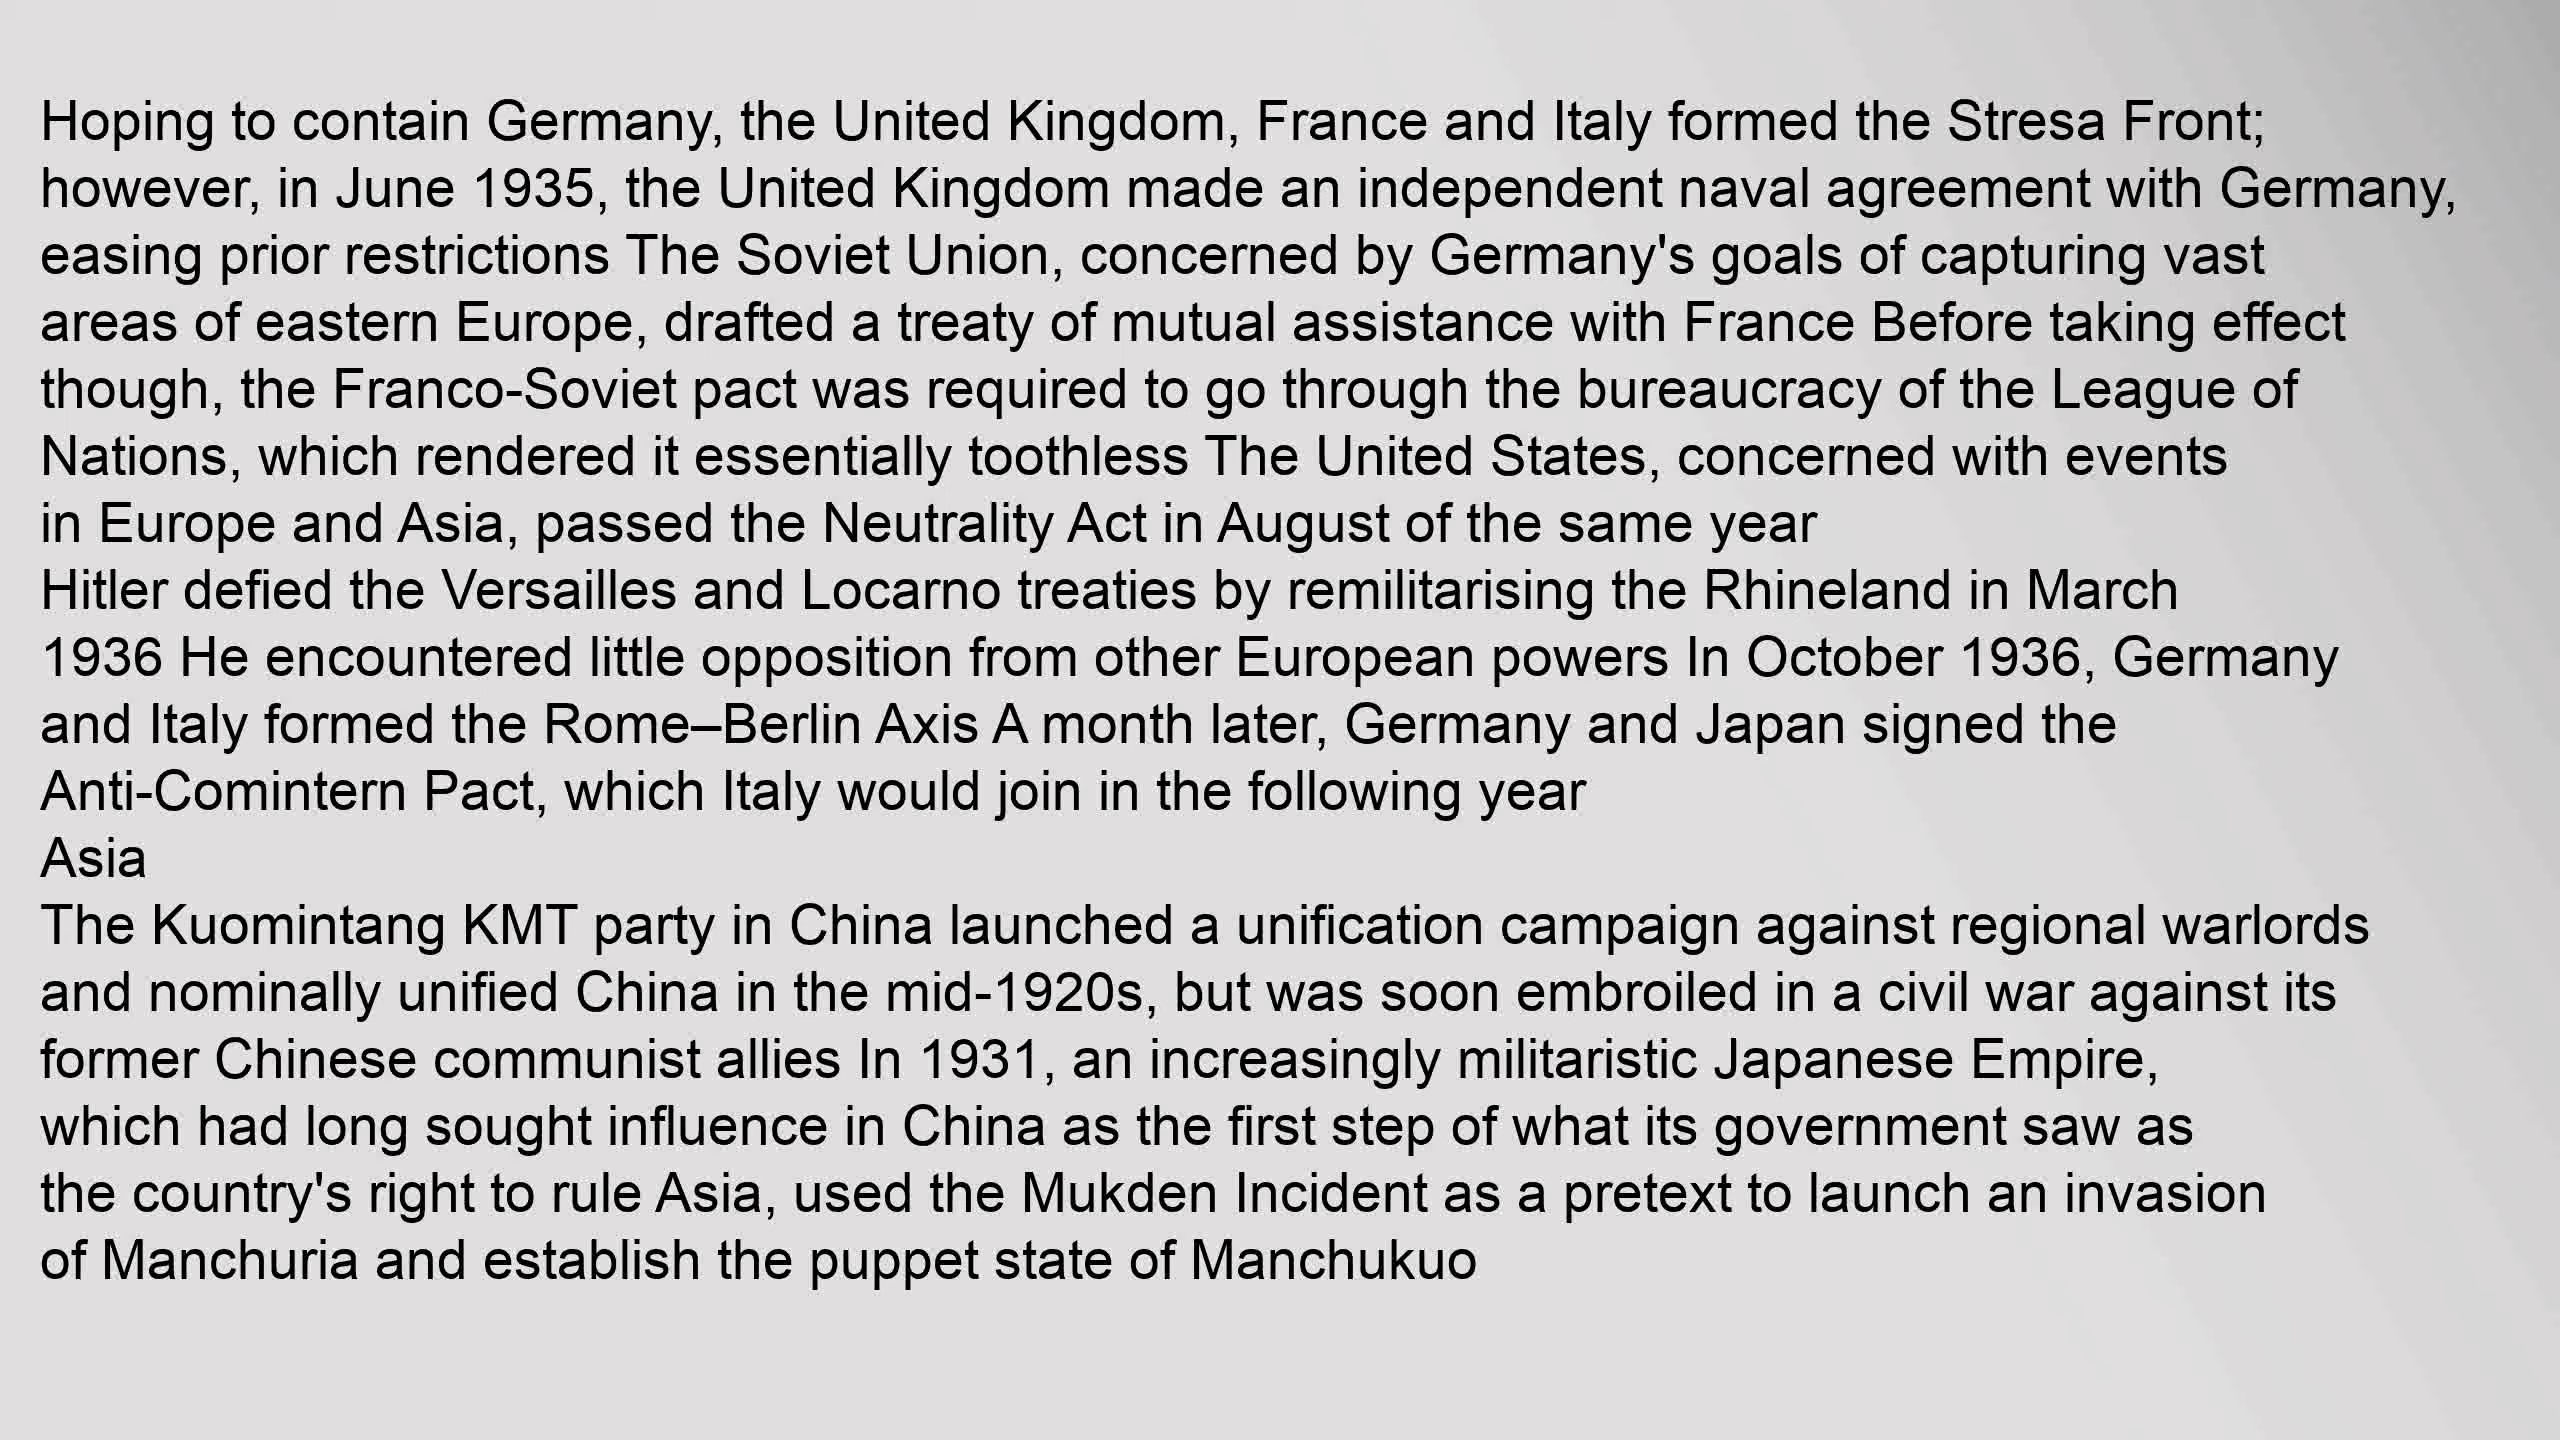 Hoping to contain Germany, the United Kingdom, France and Italy formed the Stresa Front;
however, in June 1935, the United Kingdom made an independent naval agreement with Germany,
easing prior restrictions The Soviet Union, concerned by Germany's goals of capturing vast
areas of eastern Europe, drafted a treaty of mutual assistance with France Before taking effect
though, the Franco-Soviet pact was required to go through the bureaucracy of the League of
Nations, which rendered it essentially toothless The United States, concerned with events
in Europe and Asia, passed the Neutrality Act in August of the same year
Hitler defied the Versailles and Locarno treaties by remilitarising the Rhineland in March
1936 He encountered little opposition from other European powers In October 1936, Germany
and Italy formed the Rome–Berlin Axis A month later, Germany and Japan signed the
Anti-Comintern Pact, which Italy would join in the following year
Asia
The Kuomintang KMT party in China launched a unification campaign against regional warlords
and nominally unified China in the mid-1920s, but was soon embroiled in a civil war against its
former Chinese communist allies In 1931, an increasingly militaristic Japanese Empire,
which had long sought influence in China as the first step of what its government saw as
the country's right to rule Asia, used the Mukden Incident as a pretext to launch an invasion
of Manchuria and establish the puppet state of Manchukuo